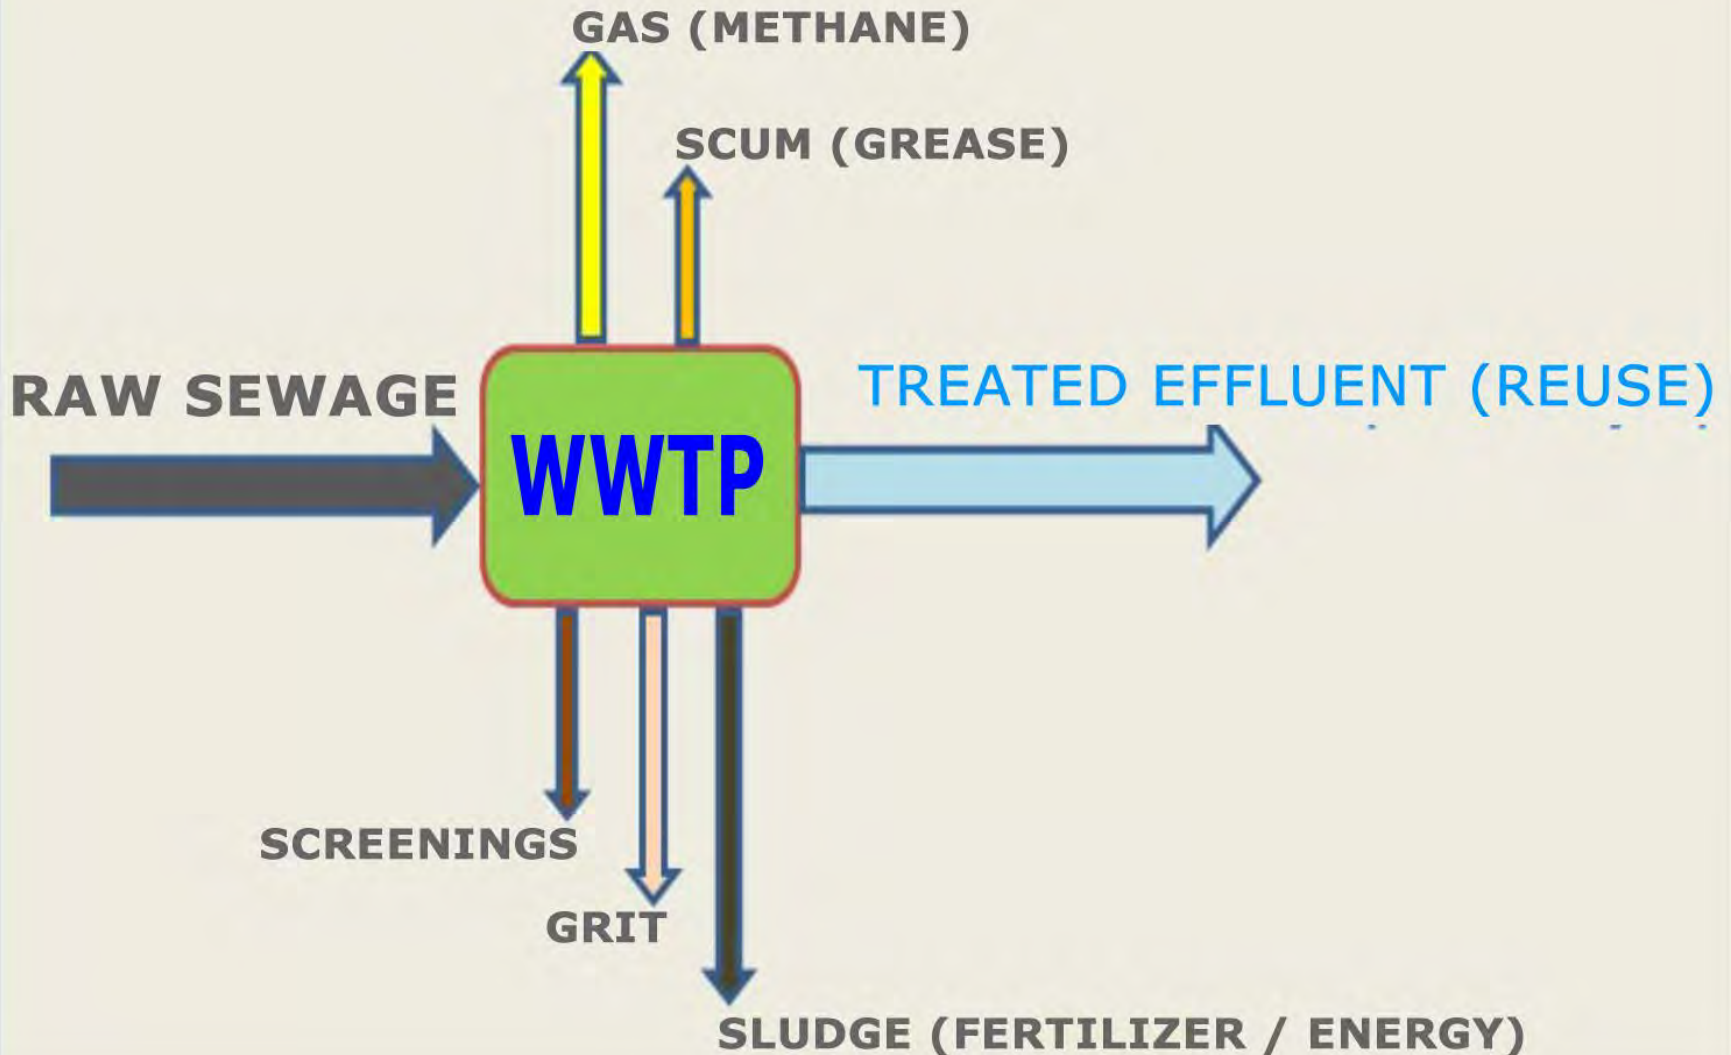 GAS (METHANE)
SCUM (GREASE)
RAW SEWAGE
TREATED EFFLUENT (REUSE)
WWTP
SCREENINGS
GRIT
SLUDGE (FERTILIZER / ENERGY)